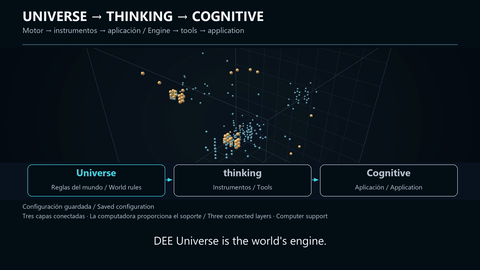 UNIVERSE → THINKING → COGNITIVE
Motor → instrumentos → aplicación / Engine → tools → application
Universe
Reglas del mundo / World rules
thinking
Instrumentos / Tools
Cognitive
Aplicación / Application
Configuración guardada / Saved configuration
Tres capas conectadas · La computadora proporciona el soporte / Three connected layers · Computer support
DEE Universe is the world's engine.